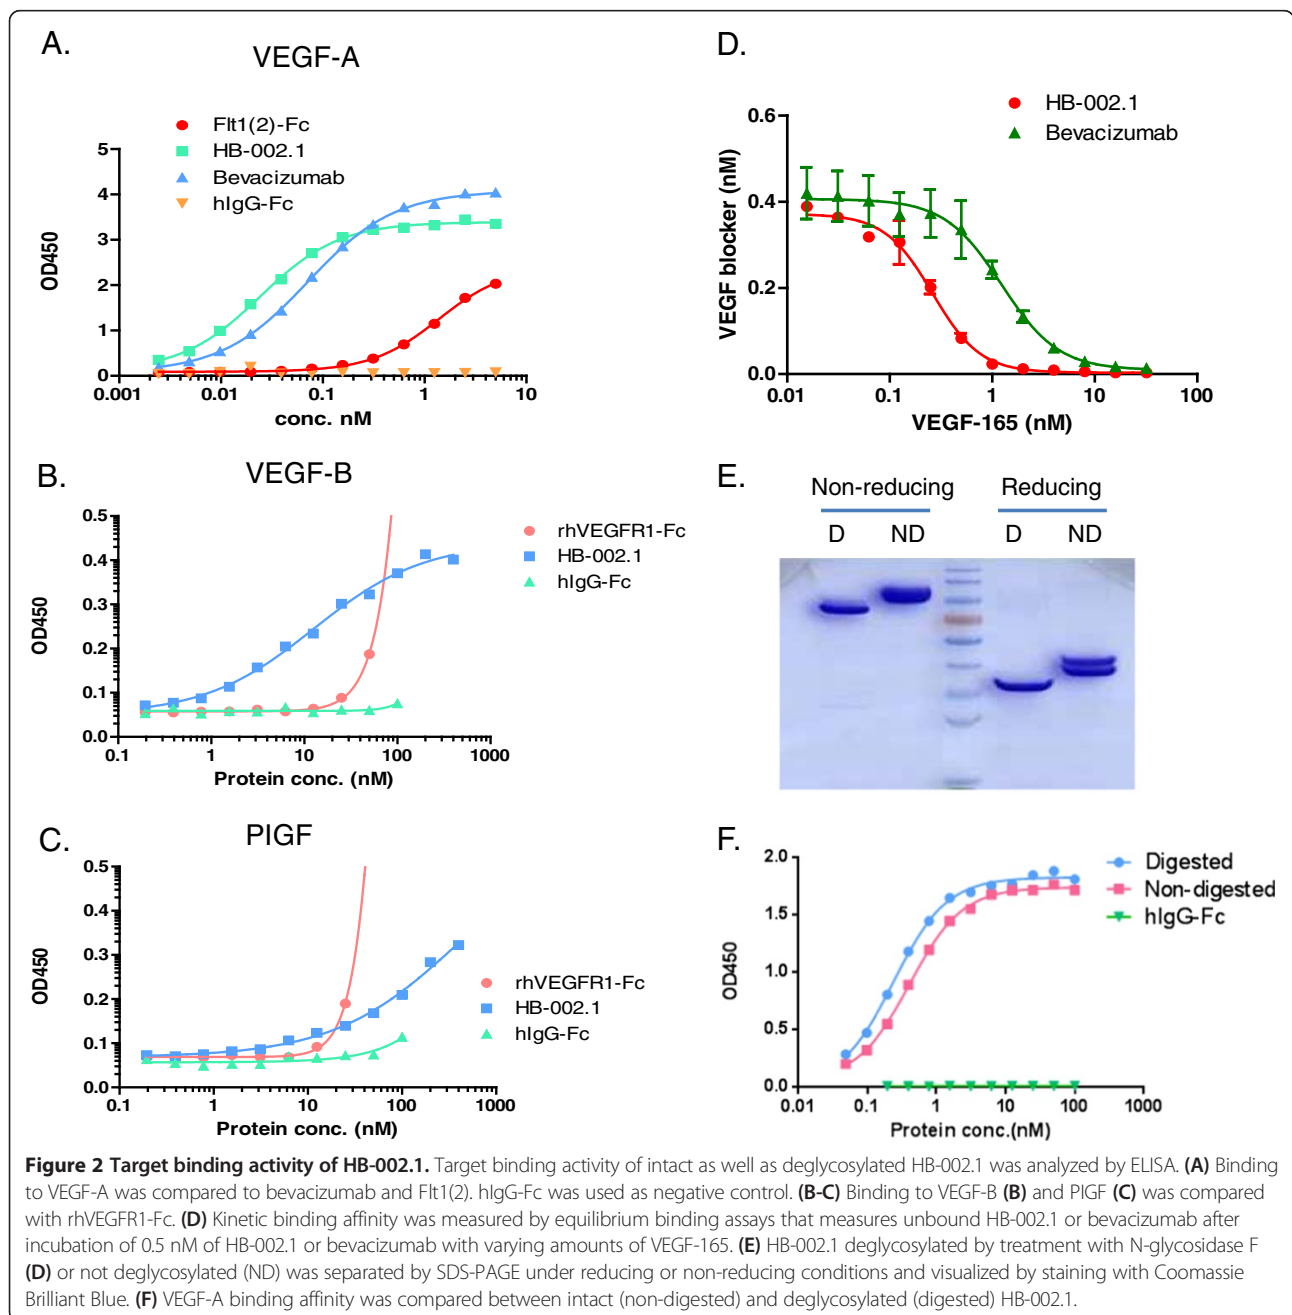 A.
VEGF-A
Flt1(2)-Fc
HB-002.1
Bevacizumab
hIgG-Fc
5
4
3
2
1
0
OD450
0.001
0.01
0.1
1
10
conc. nM
D.
HB-002.1
Bevacizumab
0.6
0.4
0.2
0.0
VEGF blocker (nM)
0.01
0.1
1
10
100
VEGF-165 (nM)
B.
VEGF-B
rhVEGFR1-Fc
HB-002.1
hIgG-Fc
0.5
0.4
0.3
0.2
0.1
0.0
OD450
0.1
1
10
100
1000
Protein conc. (nM)
E.
Non-reducing
Reducing
D
ND
D
ND
C.
PIGF
rhVEGFR1-Fc
HB-002.1
hIgG-Fc
0.5
0.4
0.3
0.2
0.1
0.0
OD450
0.1
1
10
100
1000
Protein conc. (nM)
F.
Digested
Non-digested
hIgG-Fc
2.0
1.5
1.0
0.5
0.0
OD450
0.01
0.1
1
10
100
1000
Protein conc.(nM)
Figure 2 Target binding activity of HB-002.1. Target binding activity of intact as well as deglycosylated HB-002.1 was analyzed by ELISA. (A) Binding
to VEGF-A was compared to bevacizumab and Flt1(2). hIgG-Fc was used as negative control. (B-C) Binding to VEGF-B (B) and PIGF (C) was compared
with rhVEGFR1-Fc. (D) Kinetic binding affinity was measured by equilibrium binding assays that measures unbound HB-002.1 or bevacizumab after
incubation of 0.5 nM of HB-002.1 or bevacizumab with varying amounts of VEGF-165. (E) HB-002.1 deglycosylated by treatment with N-glycosidase F
(D) or not deglycosylated (ND) was separated by SDS-PAGE under reducing or non-reducing conditions and visualized by staining with Coomassie
Brilliant Blue. (F) VEGF-A binding affinity was compared between intact (non-digested) and deglycosylated (digested) HB-002.1.